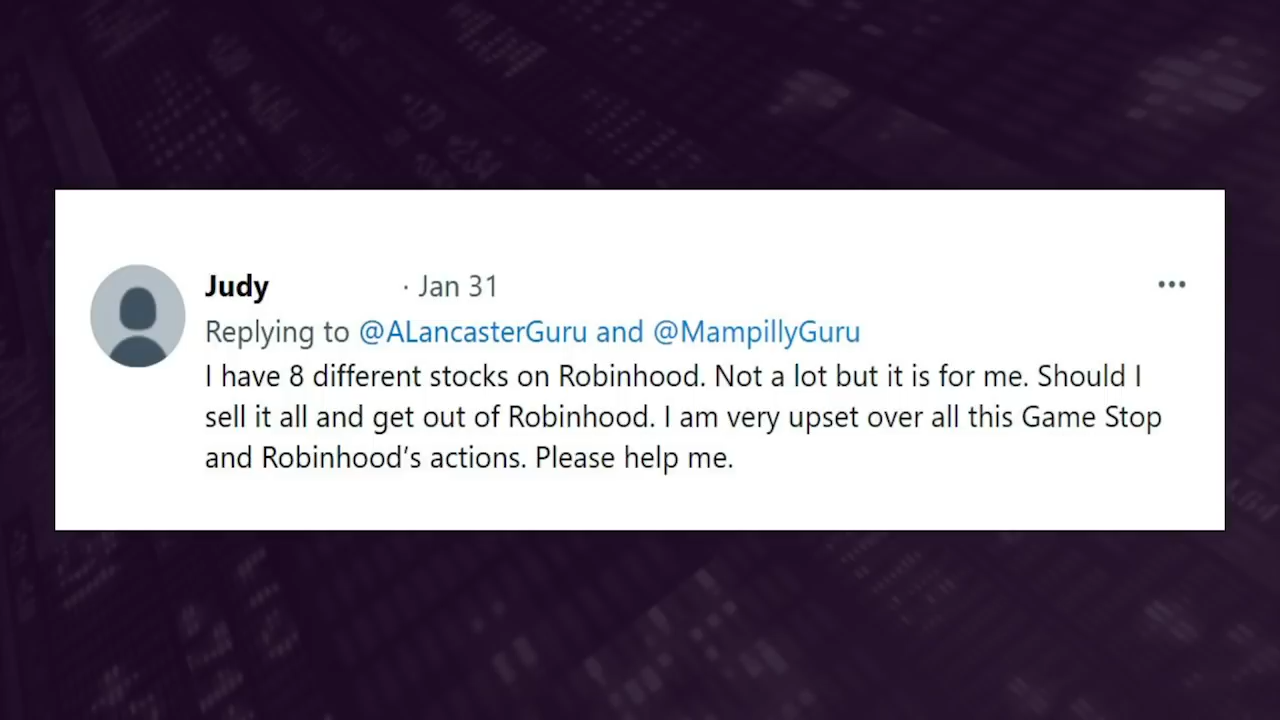 Judy · Jan 31
Replying to @ALancasterGuru and @MampillyGuru
I have 8 different stocks on Robinhood. Not a lot but it is for me. Should I
sell it all and get out of Robinhood. I am very upset over all this Game Stop
and Robinhood’s actions. Please help me.